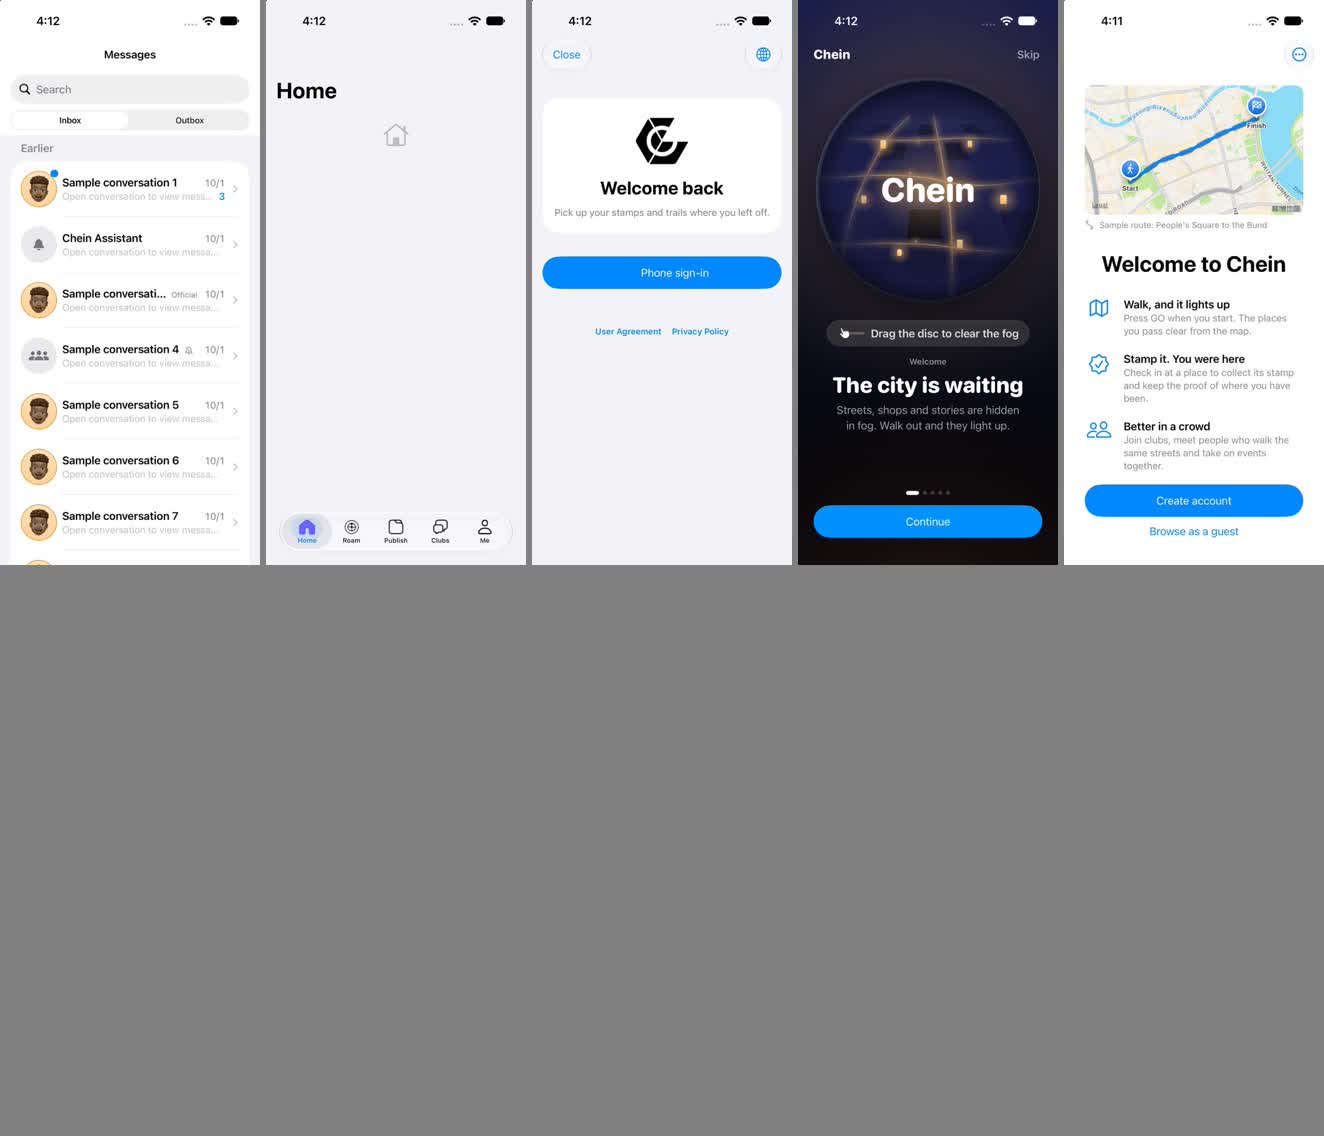 4:12
Messages
Search
Inbox
Outbox
Earlier
Sample conversation 1
10/1
Open conversation to view mess...
3
Chein Assistant
10/1
Open conversation to view messa...
Sample conversati...
Official
10/1
Open conversation to view messa...
Sample conversation 4
10/1
Open conversation to view messa...
Sample conversation 5
10/1
Open conversation to view messa...
Sample conversation 6
10/1
Open conversation to view messa...
Sample conversation 7
10/1
Open conversation to view messa...
4:12
Home
Home
Roam
Publish
Clubs
Me
4:12
Close
Welcome back
Pick up your stamps and trails where you left off.
Phone sign-in
User Agreement
Privacy Policy
4:12
Chein
Skip
Chein
Drag the disc to clear the fog
Welcome
The city is waiting
Streets, shops and stories are hidden
in fog. Walk out and they light up.
Continue
4:11
Finish
Start
Legal
Sample route: People's Square to the Bund
Welcome to Chein
Walk, and it lights up
Press GO when you start. The places
you pass clear from the map.
Stamp it. You were here
Check in at a place to collect its stamp
and keep the proof of where you have
been.
Better in a crowd
Join clubs, meet people who walk the
same streets and take on events
together.
Create account
Browse as a guest